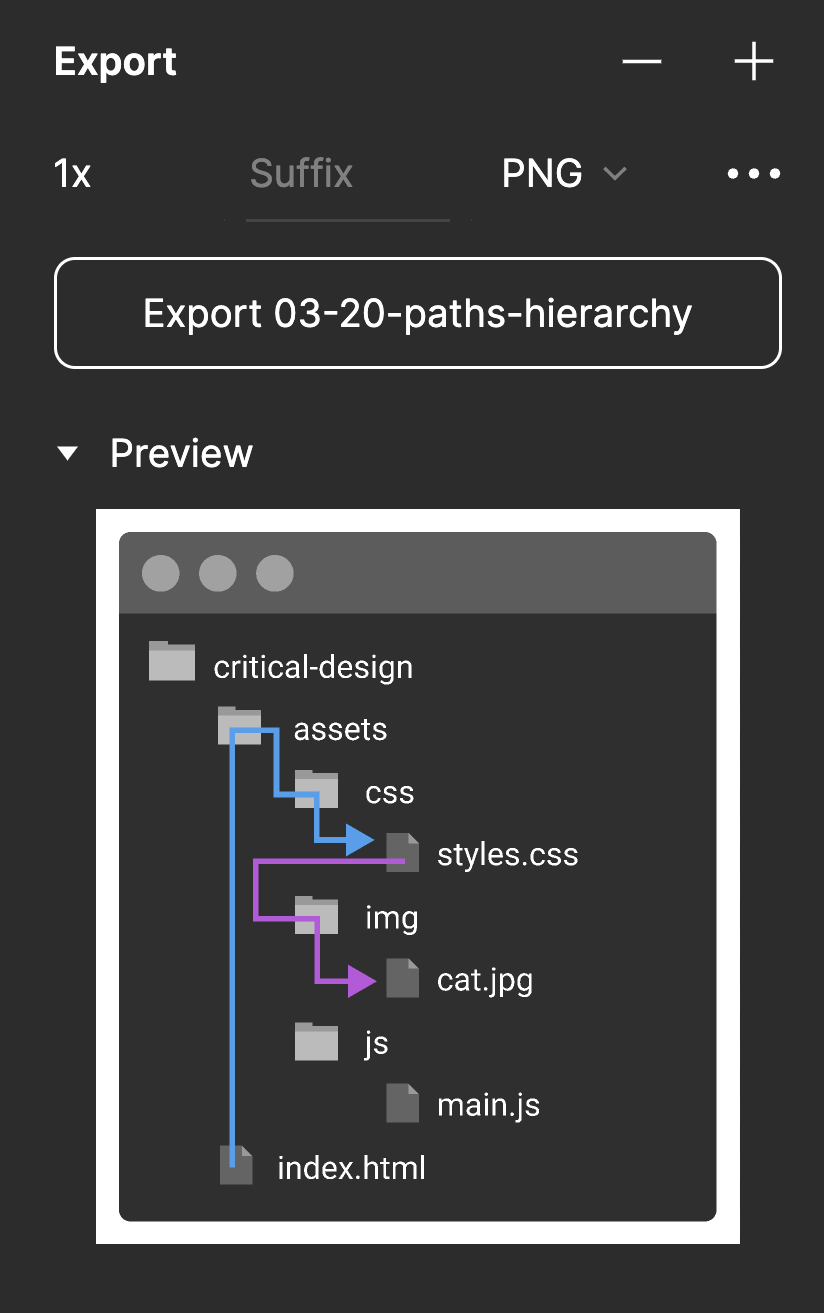 Export
1x Suffix PNG
Export 03-20-paths-hierarchy
Preview
critical-design
assets
css
styles.css
img
cat.jpg
js
main.js
index.html